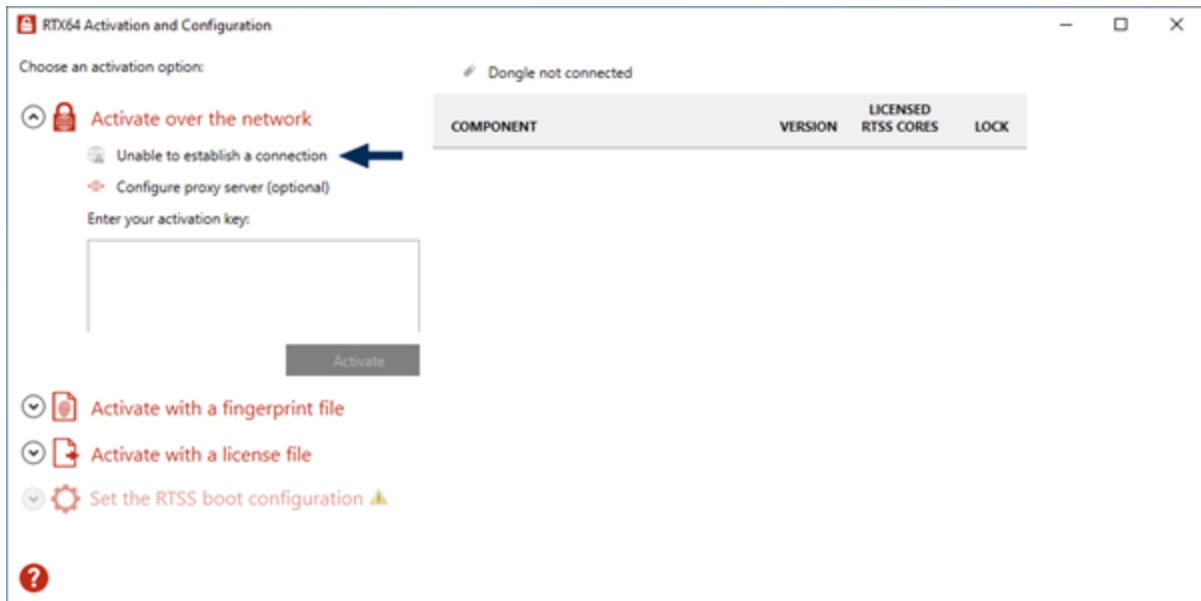 RTX64 Activation and Configuration
Choose an activation option:
Activate over the network
Unable to establish a connection
Configure proxy server (optional)
Enter your activation key:
Activate
Activate with a fingerprint file
Activate with a license file
Set the RTSS boot configuration
?
Dongle not connected
COMPONENT VERSION LICENSED RTSS CORES LOCK